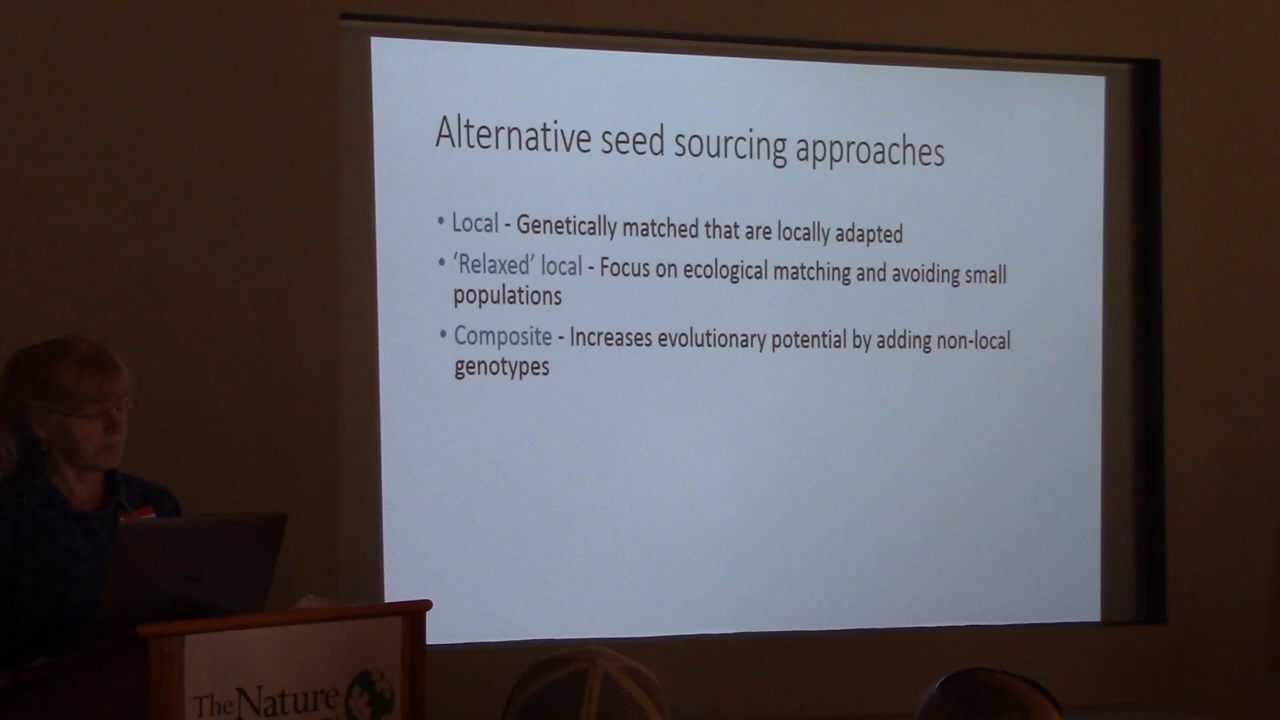 Alternative seed sourcing approaches
• Local - Genetically matched that are locally adapted
• ‘Relaxed’ local - Focus on ecological matching and avoiding small
populations
• Composite - Increases evolutionary potential by adding non-local
genotypes
The Nature